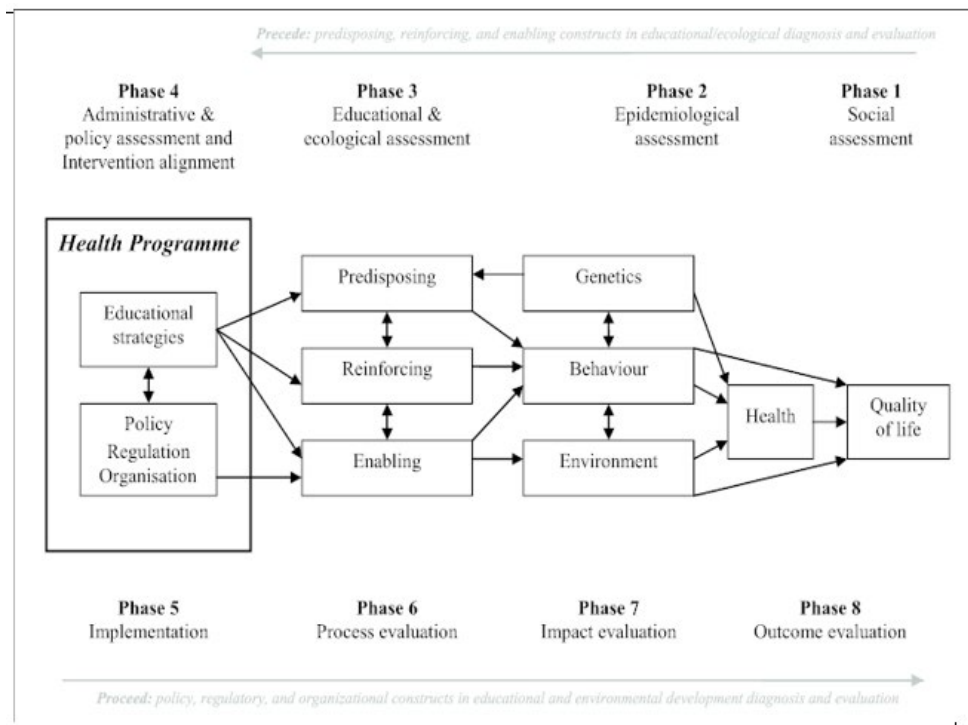 Precede: predisposing, reinforcing, and enabling constructs in educational/ecological diagnosis and evaluation
Phase 4
Administrative &
policy assessment and
Intervention alignment
Phase 3
Educational &
ecological assessment
Phase 2
Epidemiological
assessment
Phase 1
Social
assessment
Health Programme
Educational
strategies
Policy
Regulation
Organisation
Predisposing
Reinforcing
Enabling
Genetics
Behaviour
Environment
Health
Quality
of life
Phase 5
Implementation
Phase 6
Process evaluation
Phase 7
Impact evaluation
Phase 8
Outcome evaluation
Proceed: policy, regulatory, and organizational constructs in educational and environmental development diagnosis and evaluation